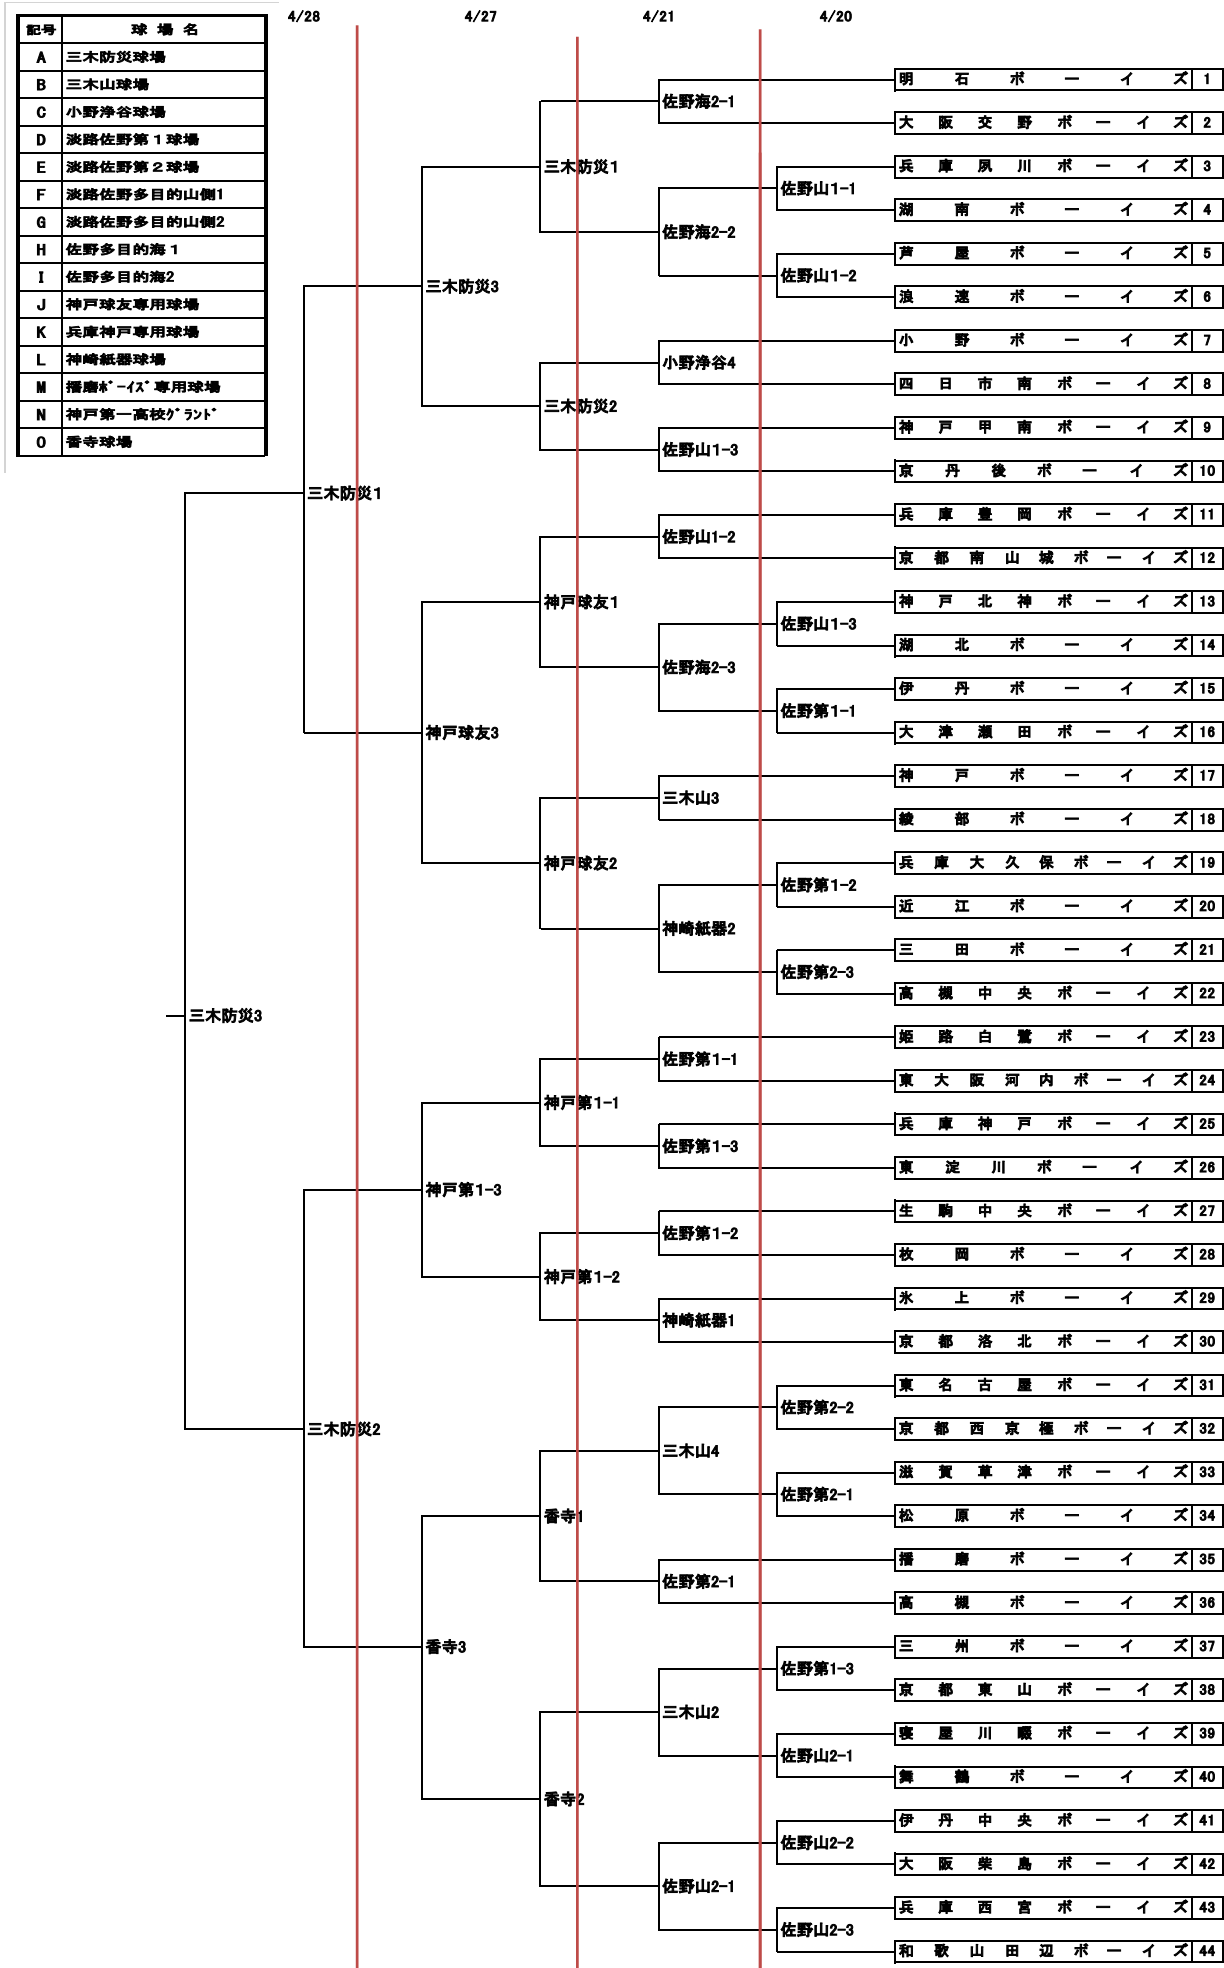 4/28 4/27 4/21 4/20
記号 球場名
A 三木防災球場
B 三木山球場
C 小野浄谷球場
D 淡路佐野第1球場
E 淡路佐野第2球場
F 淡路佐野多目的山側1
G 淡路佐野多目的山側2
H 佐野多目的海1
I 佐野多目的海2
J 神戸球友専用球場
K 兵庫神戸専用球場
L 神崎紙器球場
M 播磨ﾎﾞｰｲｽﾞ専用球場
N 神戸第一高校ｸﾞﾗﾝﾄﾞ
O 香寺球場
明石ボーイズ 1
佐野海2-1
大阪交野ボーイズ 2
三木防災1
兵庫夙川ボーイズ 3
佐野山1-1
湖南ボーイズ 4
佐野海2-2
芦屋ボーイズ 5
佐野山1-2
三木防災3
浪速ボーイズ 6
小野ボーイズ 7
小野浄谷4
四日市南ボーイズ 8
三木防災2
神戸甲南ボーイズ 9
佐野山1-3
京丹後ボーイズ 10
三木防災1
兵庫豊岡ボーイズ 11
佐野山1-2
京都南山城ボーイズ 12
神戸球友1
神戸北神ボーイズ 13
佐野山1-3
湖北ボーイズ 14
佐野海2-3
伊丹ボーイズ 15
佐野第1-1
神戸球友3
大津瀬田ボーイズ 16
神戸ボーイズ 17
三木山3
綾部ボーイズ 18
神戸球友2
兵庫大久保ボーイズ 19
佐野第1-2
近江ボーイズ 20
神崎紙器2
三田ボーイズ 21
佐野第2-3
高槻中央ボーイズ 22
三木防災3
姫路白鷺ボーイズ 23
佐野第1-1
東大阪河内ボーイズ 24
神戸第1-1
兵庫神戸ボーイズ 25
佐野第1-3
東淀川ボーイズ 26
神戸第1-3
生駒中央ボーイズ 27
佐野第1-2
枚岡ボーイズ 28
神戸第1-2
氷上ボーイズ 29
神崎紙器1
京都洛北ボーイズ 30
東名古屋ボーイズ 31
佐野第2-2
三木防災2
京都西京極ボーイズ 32
三木山4
滋賀草津ボーイズ 33
佐野第2-1
松原ボーイズ 34
香寺1
播磨ボーイズ 35
佐野第2-1
高槻ボーイズ 36
香寺3
三州ボーイズ 37
佐野第1-3
京都東山ボーイズ 38
三木山2
寝屋川畷ボーイズ 39
佐野山2-1
舞鶴ボーイズ 40
香寺2
伊丹中央ボーイズ 41
佐野山2-2
大阪柴島ボーイズ 42
佐野山2-1
兵庫西宮ボーイズ 43
佐野山2-3
和歌山田辺ボーイズ 44